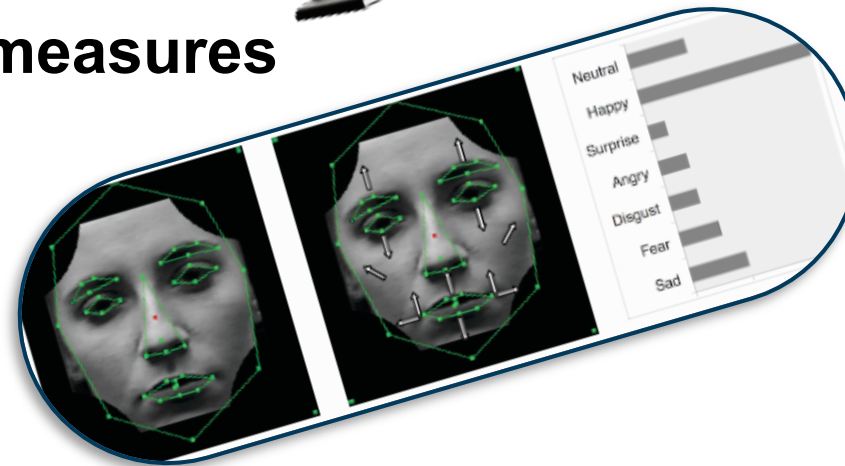 measures
Neutral
Happy
Surprise
Angry
Disgust
Fear
Sad